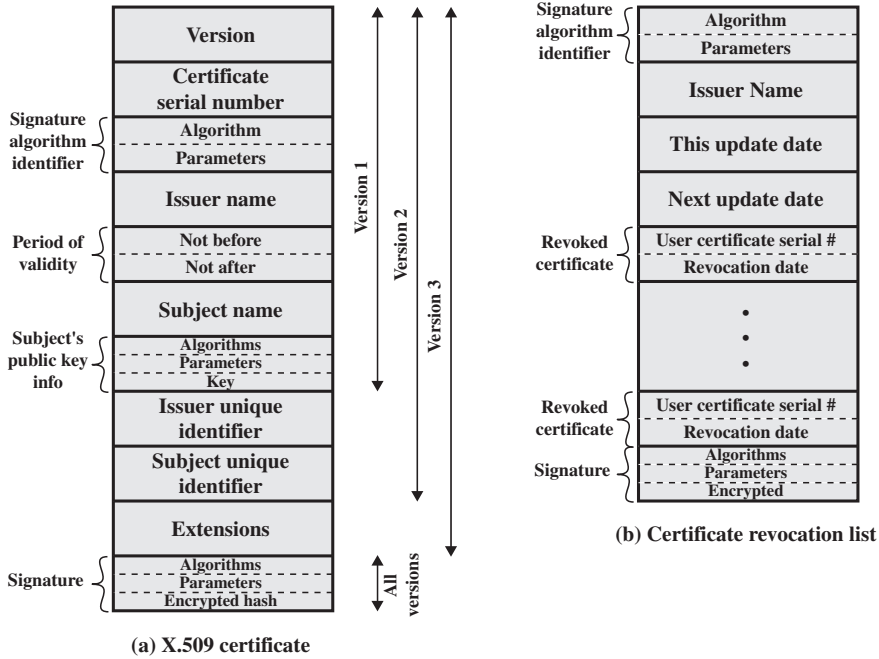 Version
Certificate
serial number
Signature
algorithm
identifier
Algorithm
Parameters
Issuer name
Period of
validity
Not before
Not after
Subject name
Subject's
public key
info
Algorithms
Parameters
Key
Issuer unique
identifier
Subject unique
identifier
Extensions
Signature
Algorithms
Parameters
Encrypted hash
Version 1
Version 2
Version 3
All
versions
(a) X.509 certificate
Signature
algorithm
identifier
Algorithm
Parameters
Issuer Name
This update date
Next update date
Revoked
certificate
User certificate serial #
Revocation date
Revoked
certificate
User certificate serial #
Revocation date
Signature
Algorithms
Parameters
Encrypted
(b) Certificate revocation list